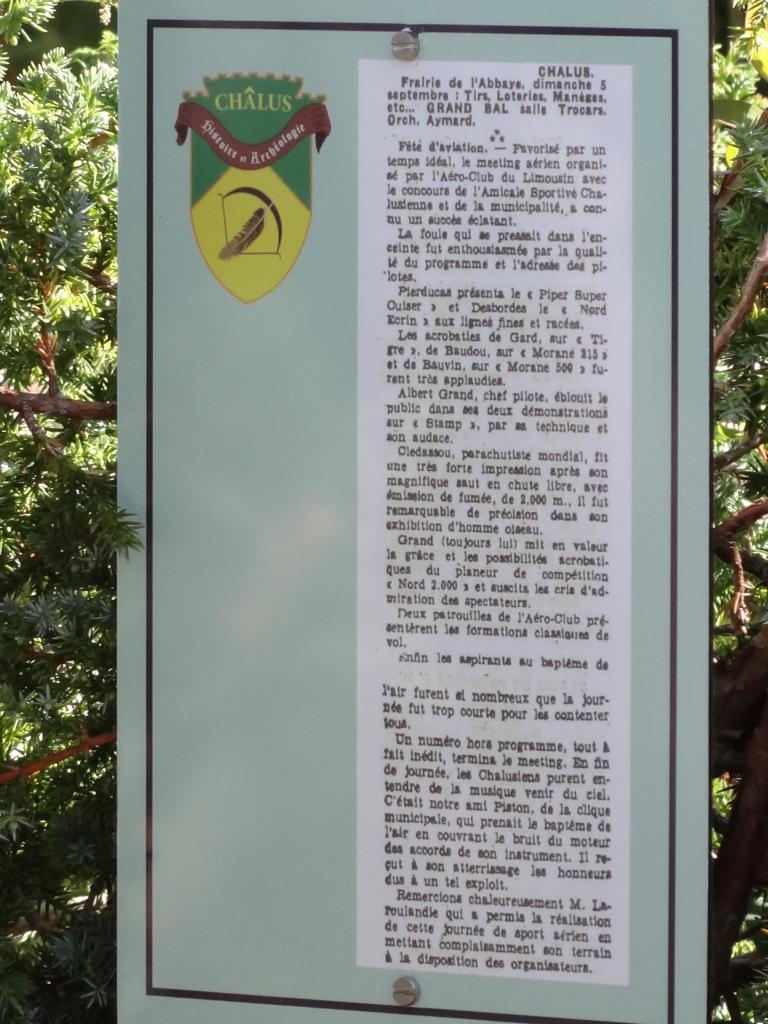 CHÂLUS
Histoire et Archéologie
CHALUS.
Frairie de l'Abbaye, dimanche 5
septembre : Tirs, Loteries, Manèges,
etc... GRAND BAL salle Trocars.
Orch. Aymard.
Fête d'aviation. — Favorisé par un
temps idéal, le meeting aérien organi-
sé par l'Aéro-Club du Limousin avec
le concours de l'Amicale Sportive Cha-
lusienne et de la municipalité, a con-
nu un succès éclatant.
La foule qui se pressait dans l'en-
ceinte fut enthousiasmée par la quali-
té du programme et l'adresse des pi-
lotes.
Pierducas présenta le « Piper Super
Cuiser » et Desbordes le « Nord
Ecrin » aux lignes fines et racées.
Les acrobaties de Gard, sur « Ti-
gre », de Baudou, sur « Morane 315 »
et de Bauvin, sur « Morane 500 » fu-
rent très applaudies.
Albert Grand, chef pilote, éblouit le
public dans ses deux démonstrations
sur « Stamp », par sa technique et
son audace.
Cledassou, parachutiste mondial, fit
une très forte impression après son
magnifique saut en chute libre, avec
émission de fumée, de 2.000 m., il fut
remarquable de précision dans son
exhibition d'homme oiseau.
Grand (toujours lui) mit en valeur
la grâce et les possibilités acrobati-
ques du planeur de compétition
« Nord 2.000 » et suscita les cris d'ad-
miration des spectateurs.
Deux patrouilles de l'Aéro-Club pré-
sentèrent les formations classiques de
vol.
Enfin les aspirants au baptême de
l'air furent si nombreux que la jour-
née fut trop courte pour les contenter
tous.
Un numéro hors programme, tout à
fait inédit, termina le meeting. En fin
de journée, les Chalusiens purent en-
tendre de la musique venir du ciel.
C'était notre ami Piston, de la clique
municipale, qui prenait le baptême de
l'air en couvrant le bruit du moteur
des accords de son instrument. Il re-
çut à son atterrissage les honneurs
dus à un tel exploit.
Remercions chaleureusement M. La-
roulandie qui a permis la réalisation
de cette journée de sport aérien en
mettant complaisamment son terrain
à la disposition des organisateurs.